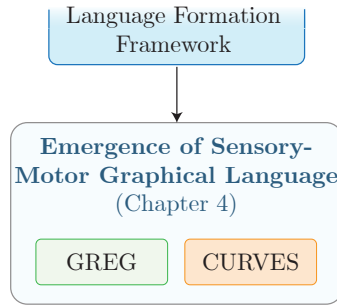 Language Formation
Framework
Emergence of Sensory-
Motor Graphical Language
(Chapter 4)
GREG
CURVES